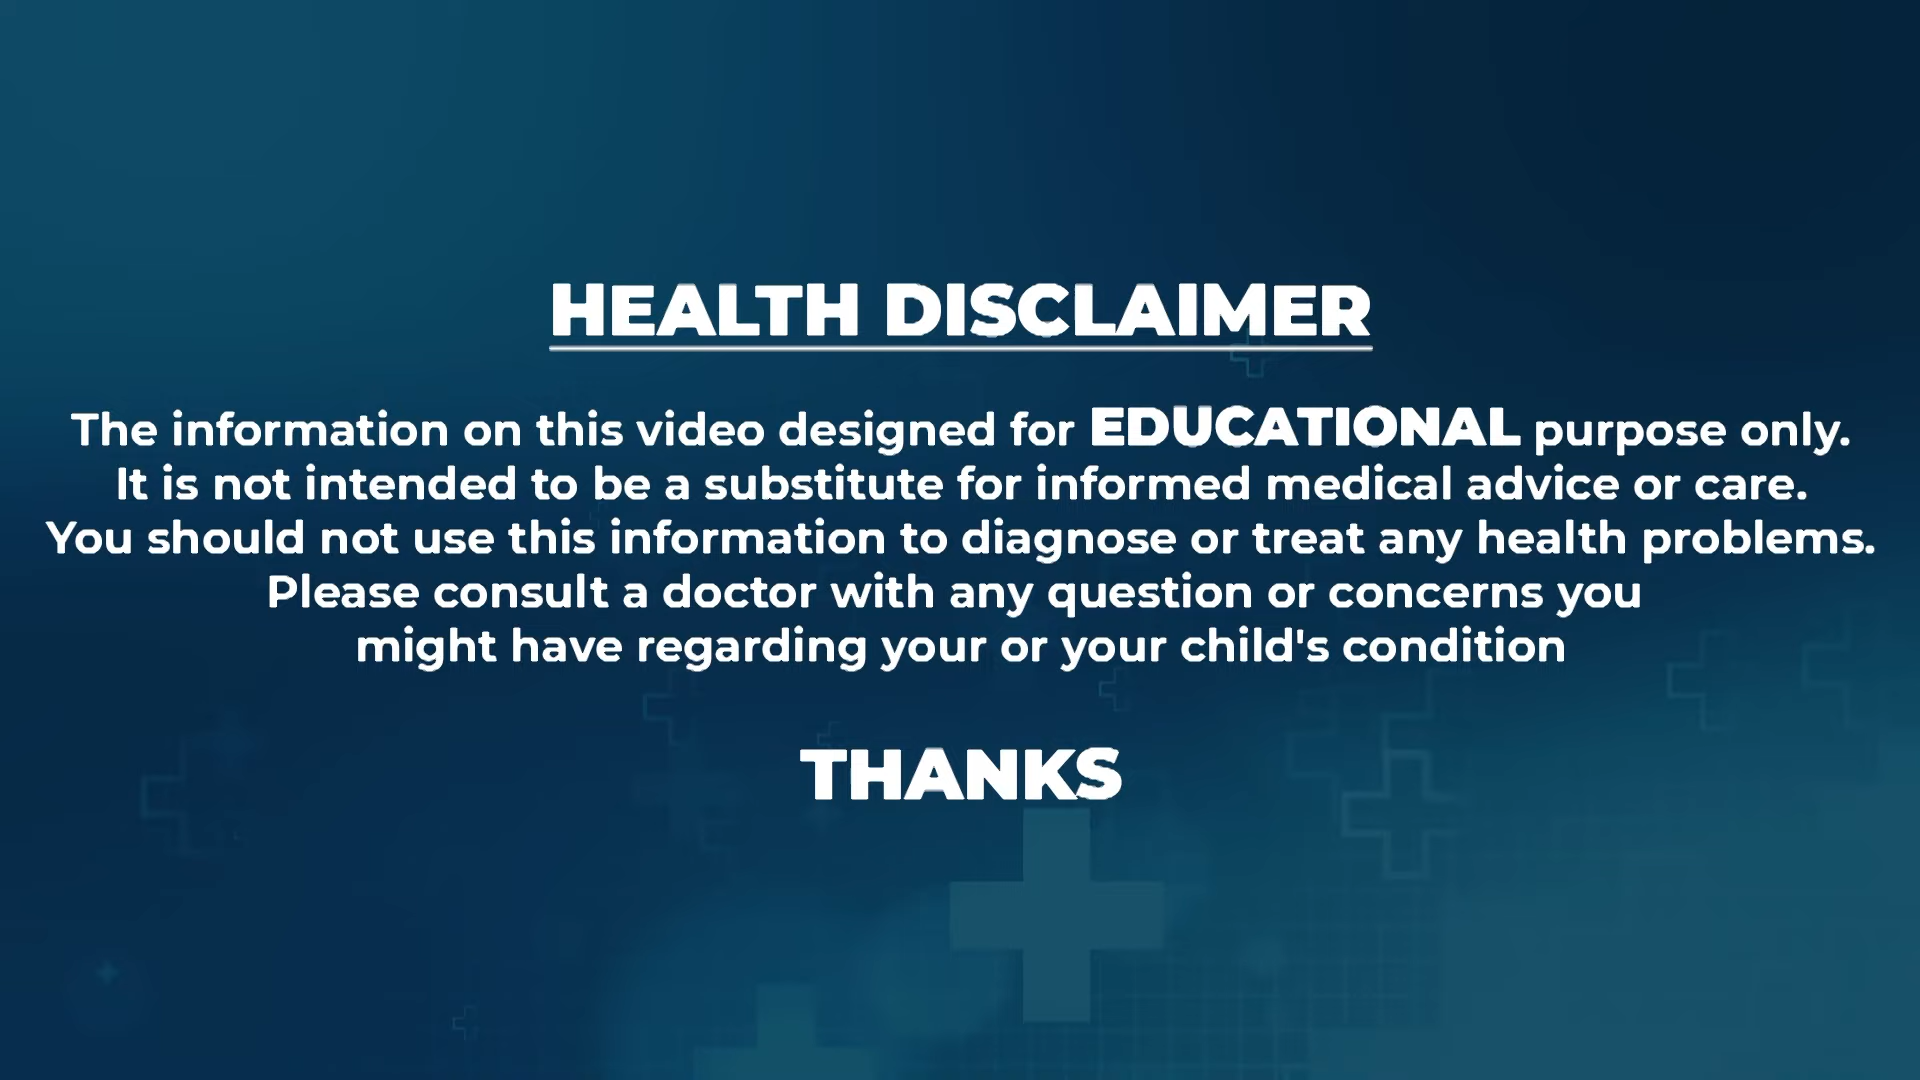 HEALTH DISCLAIMER
The information on this video designed for EDUCATIONAL purpose only.
It is not intended to be a substitute for informed medical advice or care.
You should not use this information to diagnose or treat any health problems.
Please consult a doctor with any question or concerns you
might have regarding your or your child's condition
THANKS